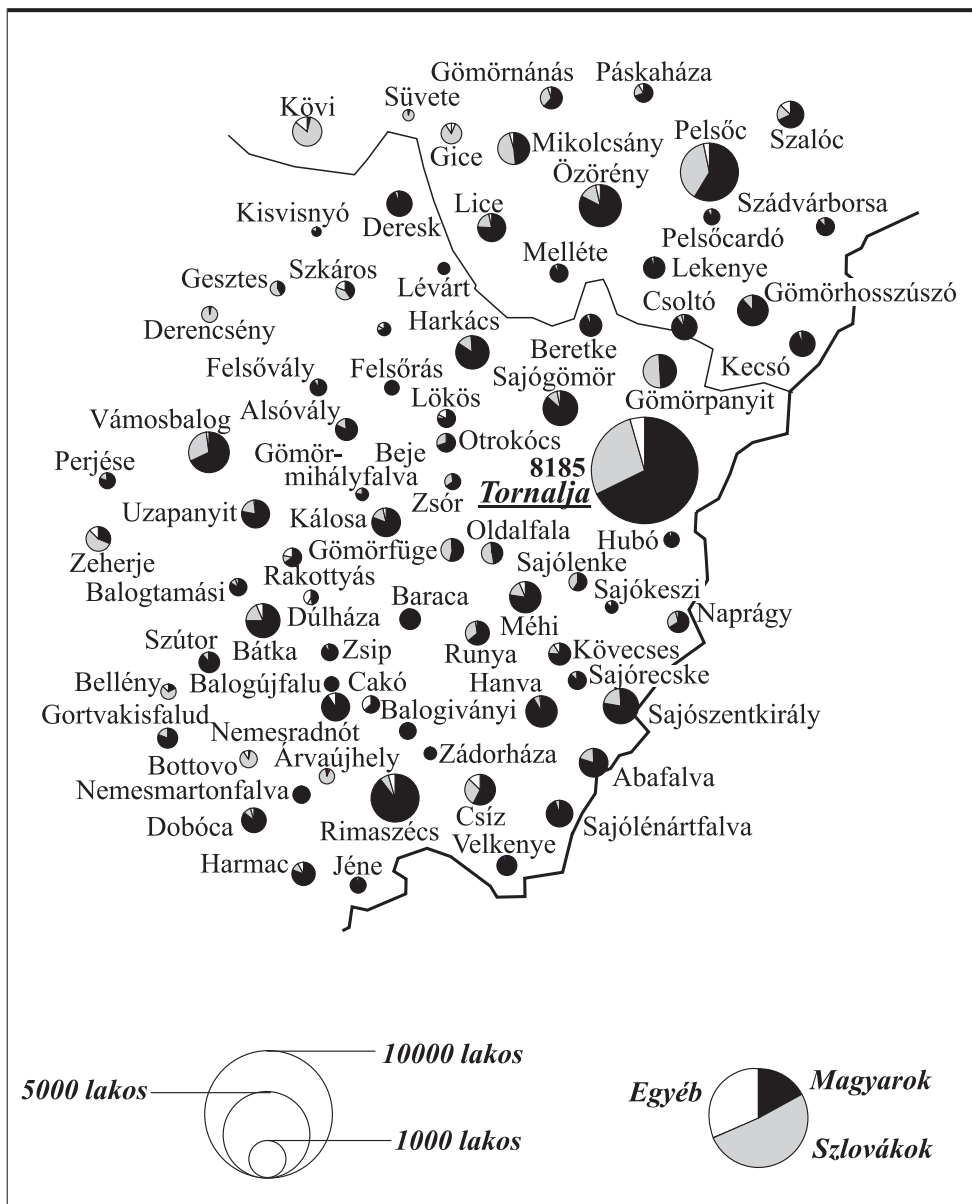 Gömörnánás
Páskaháza
Süvete
Kövi
Gice
Mikolcsány
Pelsőc
Szalóc
Özörény
Kisvisnyó
Deresk
Lice
Szádvárborsa
Pelsőcardó
Melléte
Lekenye
Gesztes
Szkáros
Lévárt
Csoltó
Gömörhosszúszó
Derencsény
Harkács
Beretke
Kecsó
Felsővály
Felsőrás
Sajógömör
Gömörpanyit
Alsóvály
Lökös
Vámosbalog
Gömör-
mihályfalva
Beje
Otrokócs
8185
Tornalja
Perjése
Zsór
Uzapanyit
Kálosa
Oldalfala
Hubó
Zeherje
Gömörfüge
Sajólenke
Balogtamási
Rakottyás
Sajókeszi
Dúlháza
Baraca
Naprágy
Méhi
Szútor
Bátka
Zsip
Runya
Kövecses
Bellény
Balogújfalu
Cakó
Hanva
Sajórecske
Gortvakisfalud
Balogiványi
Sajószentkirály
Nemesradnót
Bottovo
Árvaújhely
Zádorháza
Abafalva
Nemesmartonfalva
Dobóca
Rimaszécs
Csíz
Sajólénártfalva
Velkenye
Harmac
Jéne
10000 lakos
5000 lakos
1000 lakos
Egyéb
Magyarok
Szlovákok